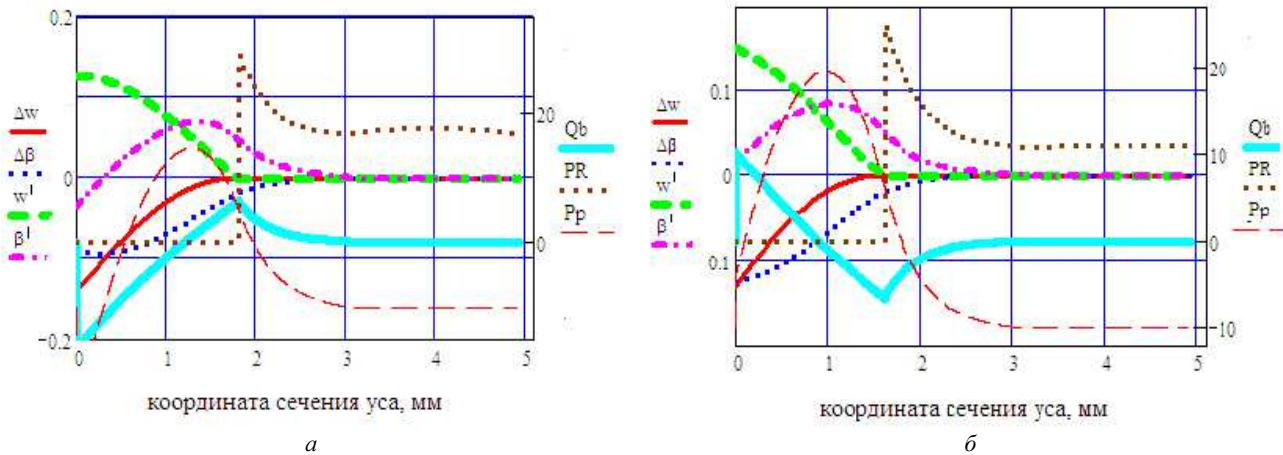 0.2
0
−0.2
Δw
Δβ
w'
β'
20
0
Qb
PR
Pp
0 1 2 3 4 5
координата сечения уса, мм
а
0.1
0.1
Δw
Δβ
w'
β'
20
10
0
−10
Qb
PR
Pp
0 1 2 3 4 5
координата сечения уса, мм
б